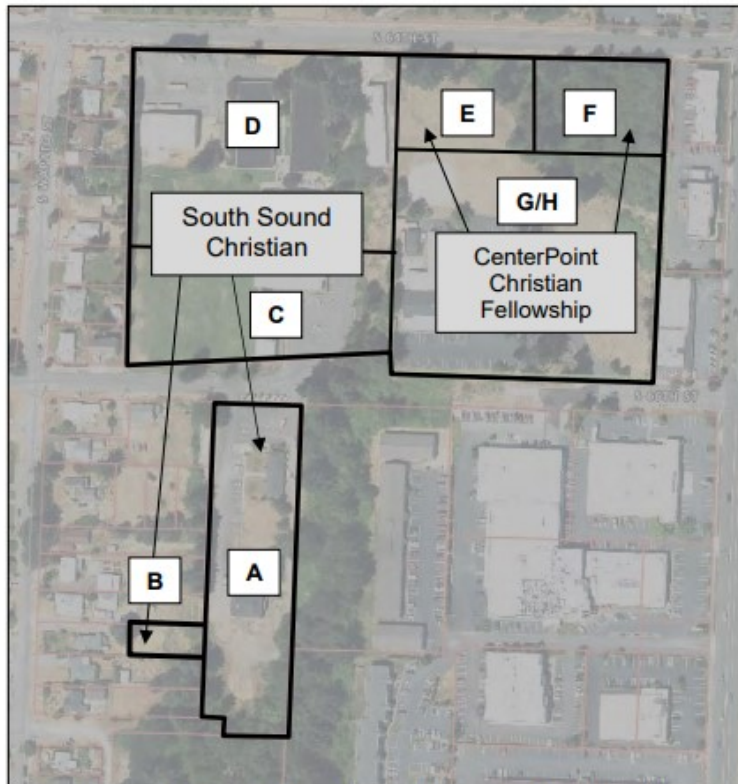 S 64TH ST
D
E
F
G/H
South Sound
Christian
CenterPoint
Christian
Fellowship
C
S 66TH ST
B
A